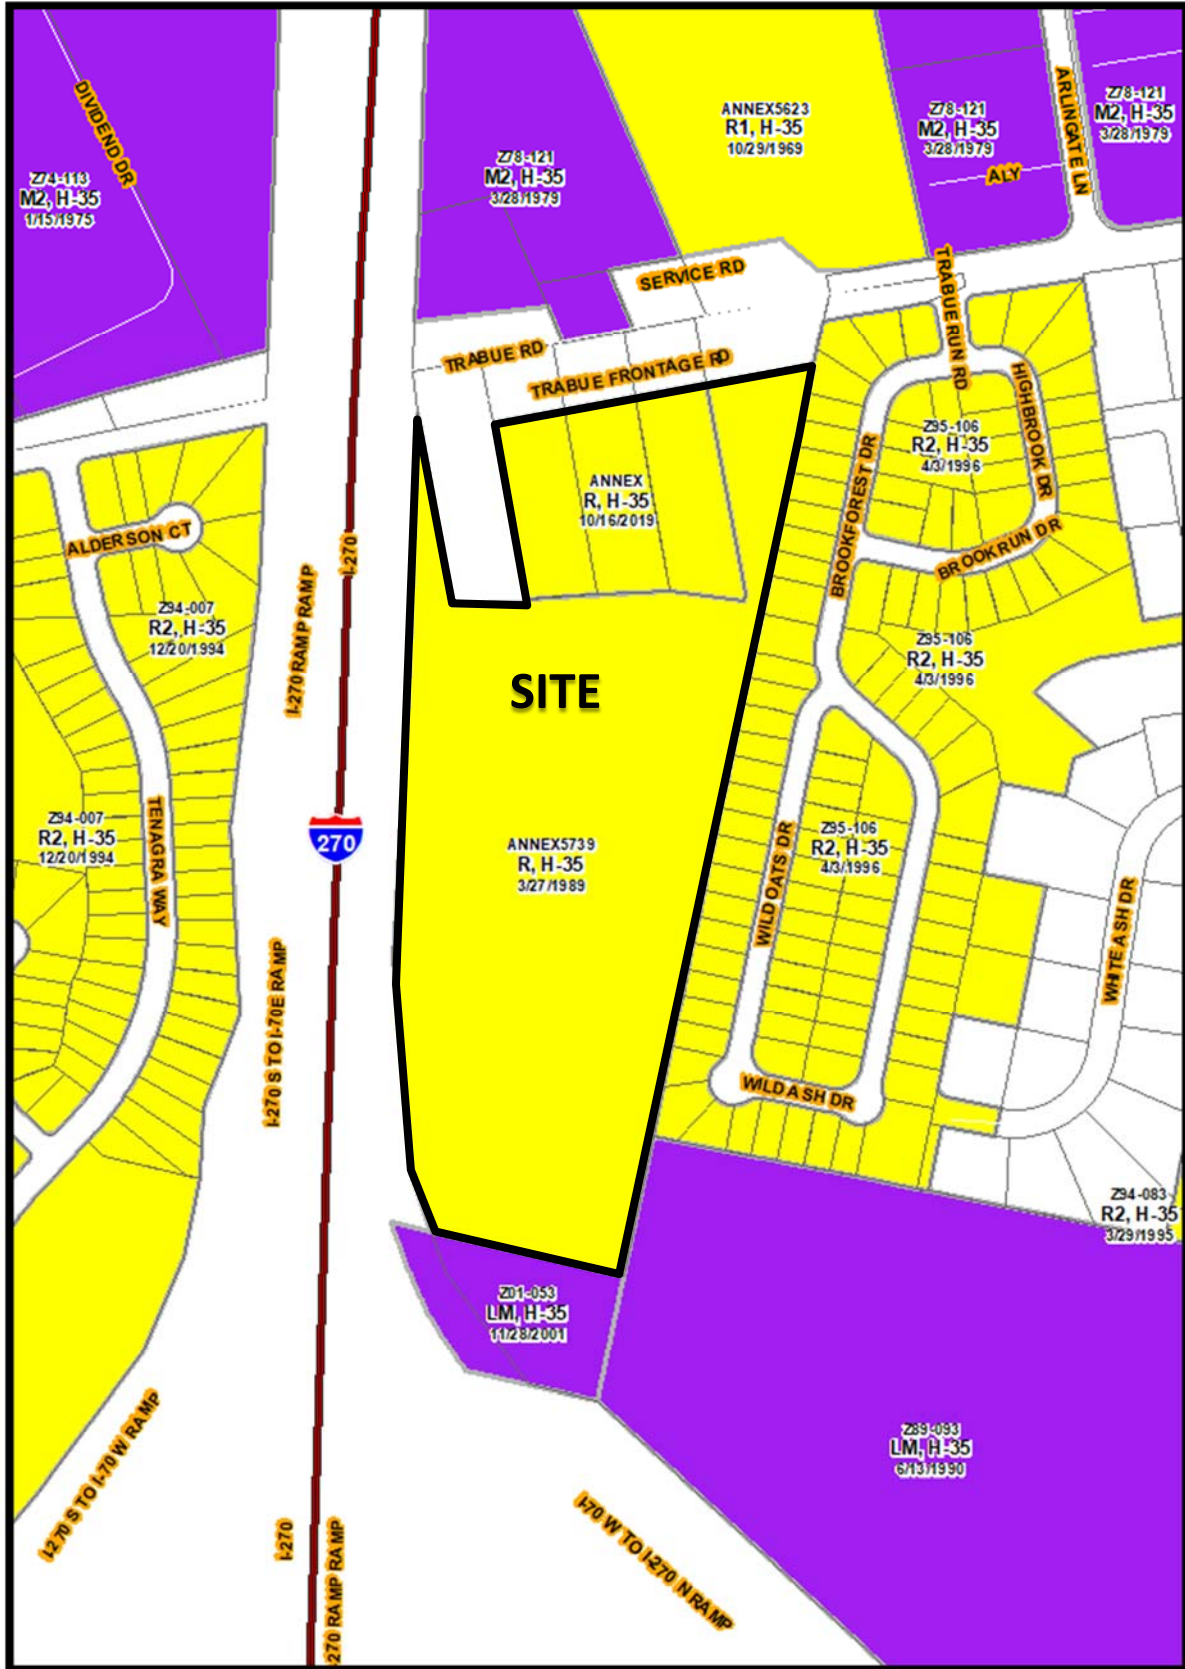 DIVIDEND DR
Z74-113
M2, H-35
1/15/1975
Z78-121
M2, H-35
3/28/1979
ANNEX5623
R1, H-35
10/29/1969
Z78-121
M2, H-35
3/28/1979
ALY
ARLINGATE LN
Z78-121
M2, H-35
3/28/1979
SERVICE RD
TRABUE RD
TRABUE FRONTAGE RD
TRABUE RUN RD
HIGHBROOK DR
Z95-106
R2, H-35
4/3/1996
BROOKFOREST DR
BROOKRUN DR
ANNEX
R, H-35
10/16/2019
ALDERSON CT
I-270
I-270 RAMP RAMP
Z94-007
R2, H-35
12/20/1994
Z95-106
R2, H-35
4/3/1996
SITE
Z94-007
R2, H-35
12/20/1994
TENAGRA WAY
270
ANNEX5739
R, H-35
3/27/1989
WILD OATS DR
Z95-106
R2, H-35
4/3/1996
WHITE ASH DR
I-270 S TO I-70E RAMP
WILD ASH DR
Z94-083
R2, H-35
3/29/1995
Z01-053
LM, H-35
11/28/2001
Z89-093
LM, H-35
6/13/1990
I-270 S TO I-70 W RAMP
I-270
270 RAMP RAMP
I-70 W TO I-270 N RAMP